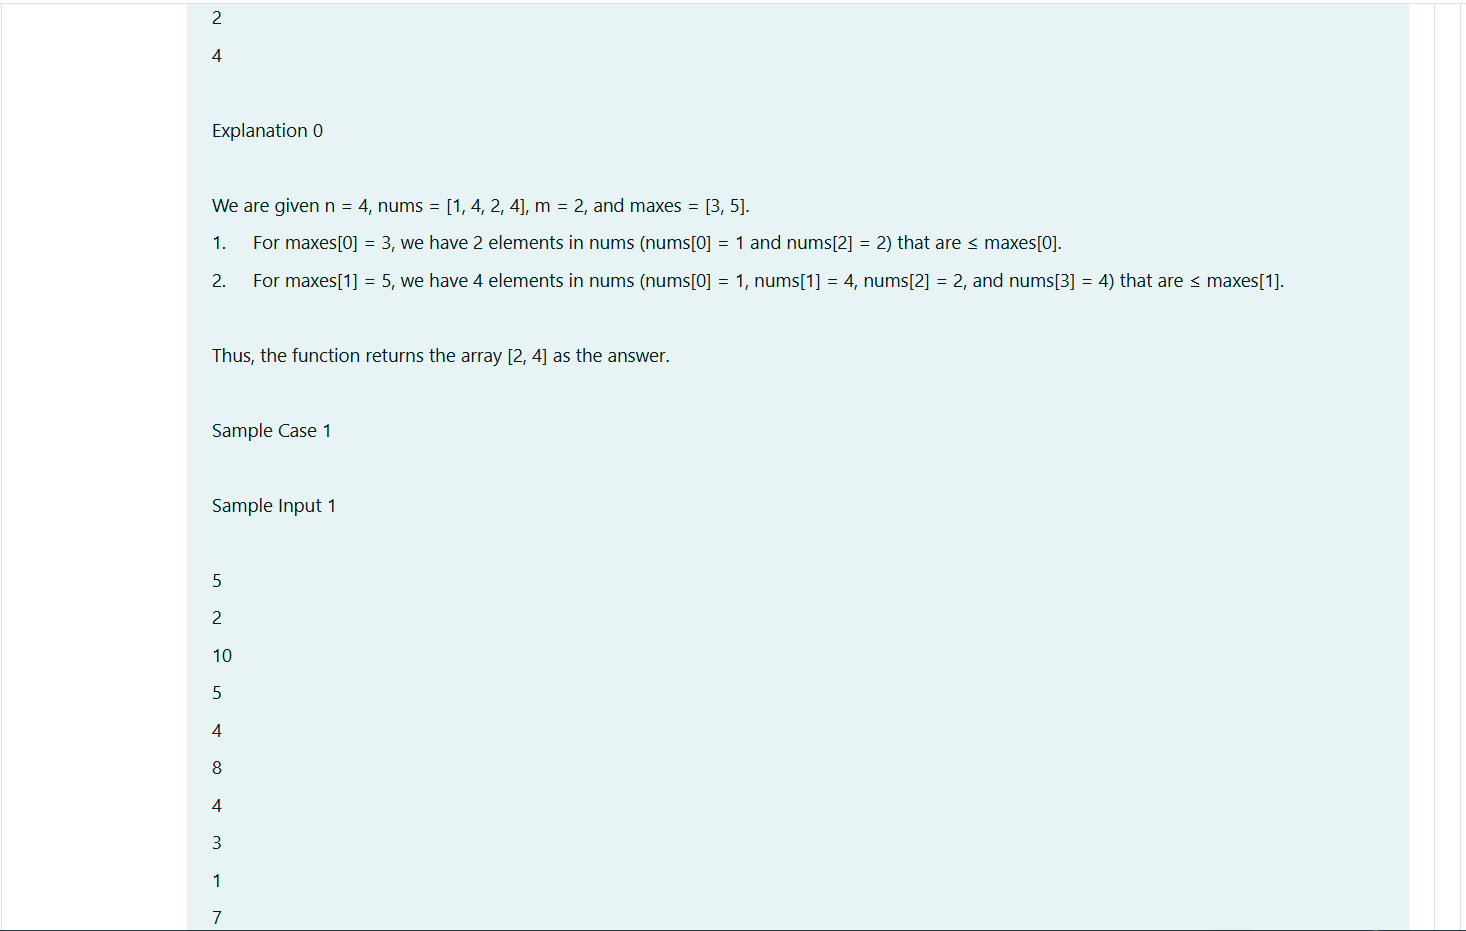 2
4
Explanation 0
We are given n = 4, nums = [1, 4, 2, 4], m = 2, and maxes = [3, 5].
1. For maxes[0] = 3, we have 2 elements in nums (nums[0] = 1 and nums[2] = 2) that are ≤ maxes[0].
2. For maxes[1] = 5, we have 4 elements in nums (nums[0] = 1, nums[1] = 4, nums[2] = 2, and nums[3] = 4) that are ≤ maxes[1].
Thus, the function returns the array [2, 4] as the answer.
Sample Case 1
Sample Input 1
5
2
10
5
4
8
4
3
1
7